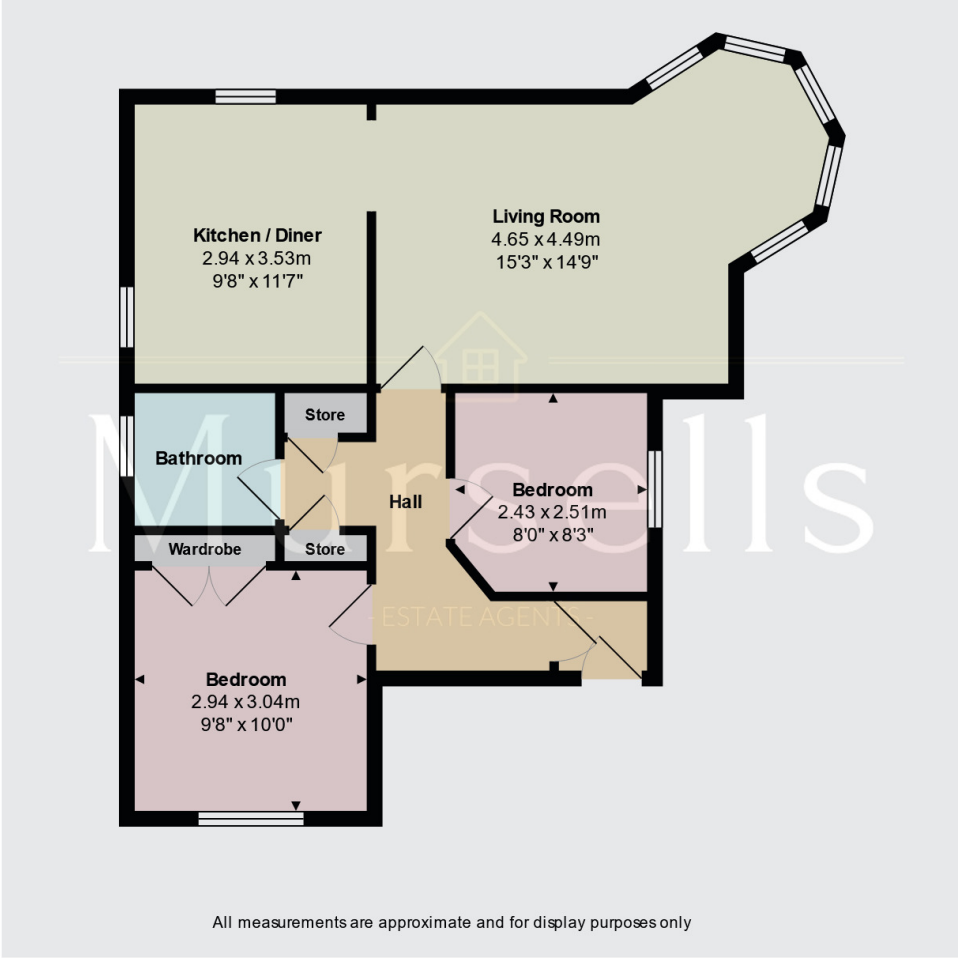 Kitchen / Diner
2.94 x 3.53m
9'8" x 11'7"
Living Room
4.65 x 4.49m
15'3" x 14'9"
Store
Bathroom
Mursells
Hall
Bedroom
2.43 x 2.51m
8'0" x 8'3"
Wardrobe
Store
- ESTATE AGENTS -
Bedroom
2.94 x 3.04m
9'8" x 10'0"
All measurements are approximate and for display purposes only